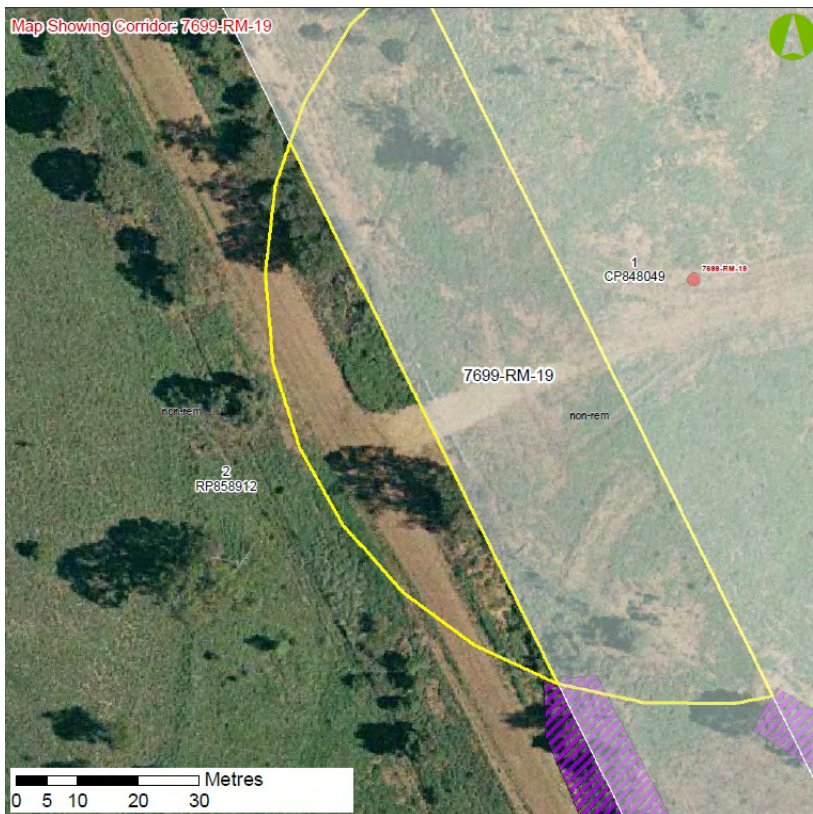 Map Showing Corridor: 7699-RM-19
1
CP848049
7699-RM-19
7699-RM-19
non-rem
non-rem
2
RP858912
Metres
0 5 10 20 30